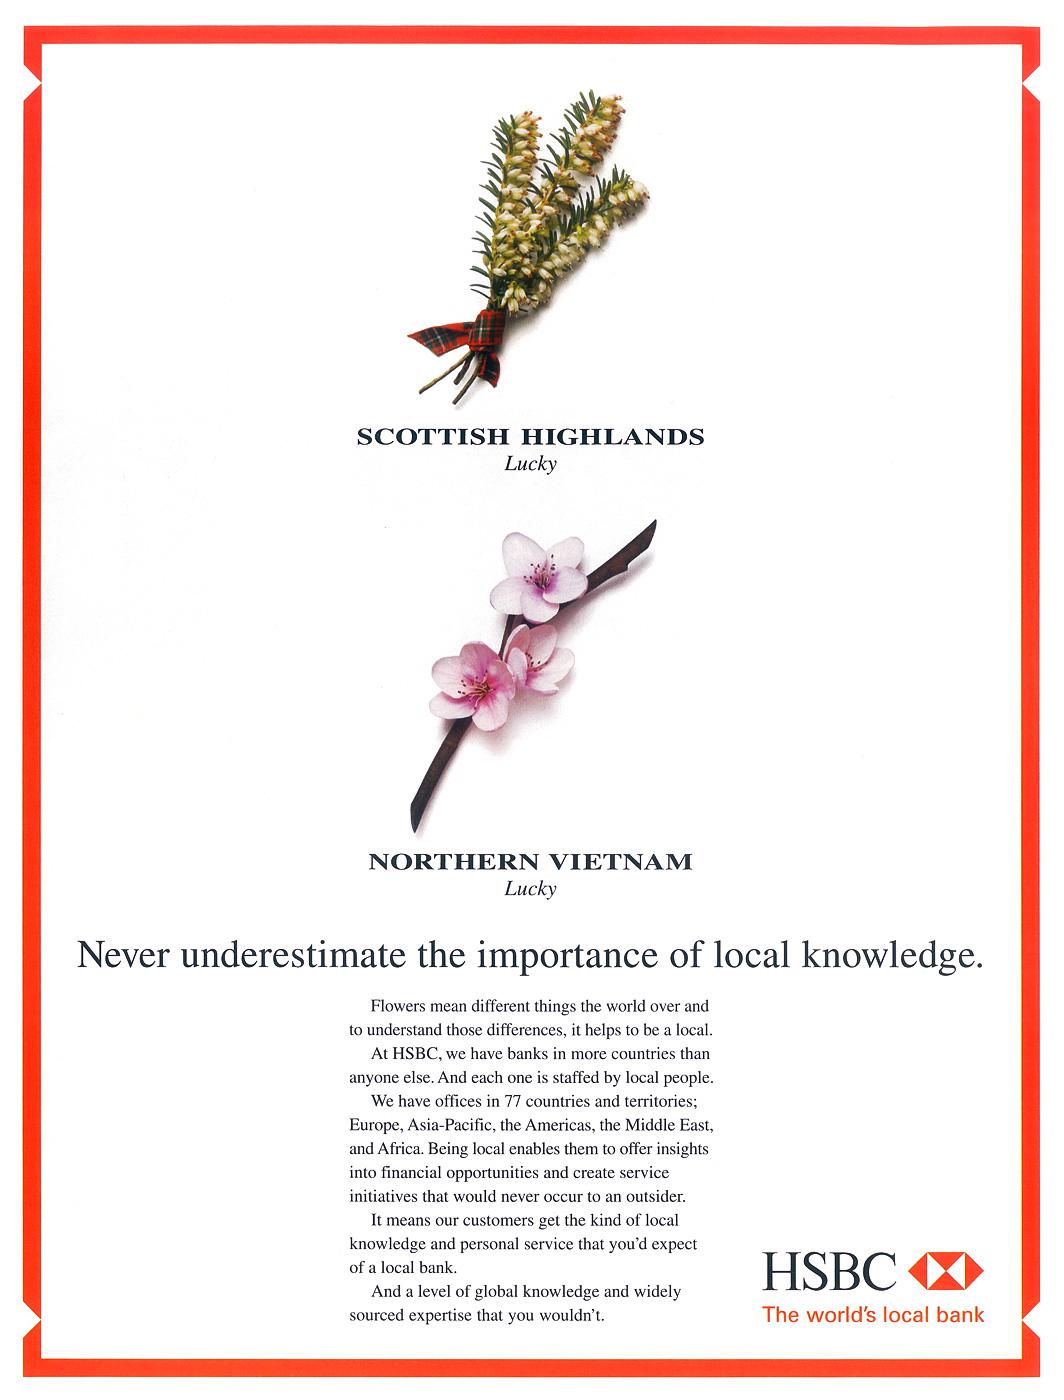 SCOTTISH HIGHLANDS
Lucky
NORTHERN VIETNAM
Lucky
Never underestimate the importance of local knowledge.
Flowers mean different things the world over and
to understand those differences, it helps to be a local.
At HSBC, we have banks in more countries than
anyone else. And each one is staffed by local people.
We have offices in 77 countries and territories;
Europe, Asia-Pacific, the Americas, the Middle East,
and Africa. Being local enables them to offer insights
into financial opportunities and create service
initiatives that would never occur to an outsider.
It means our customers get the kind of local
knowledge and personal service that you'd expect
of a local bank.
And a level of global knowledge and widely
sourced expertise that you wouldn't.
HSBC
The world's local bank